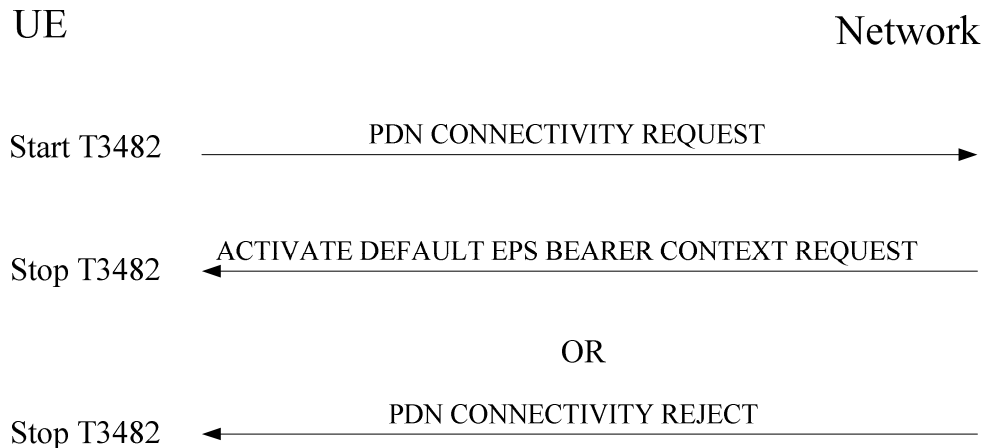 UE
Network
Start T3482
PDN CONNECTIVITY REQUEST
Stop T3482
ACTIVATE DEFAULT EPS BEARER CONTEXT REQUEST
OR
Stop T3482
PDN CONNECTIVITY REJECT